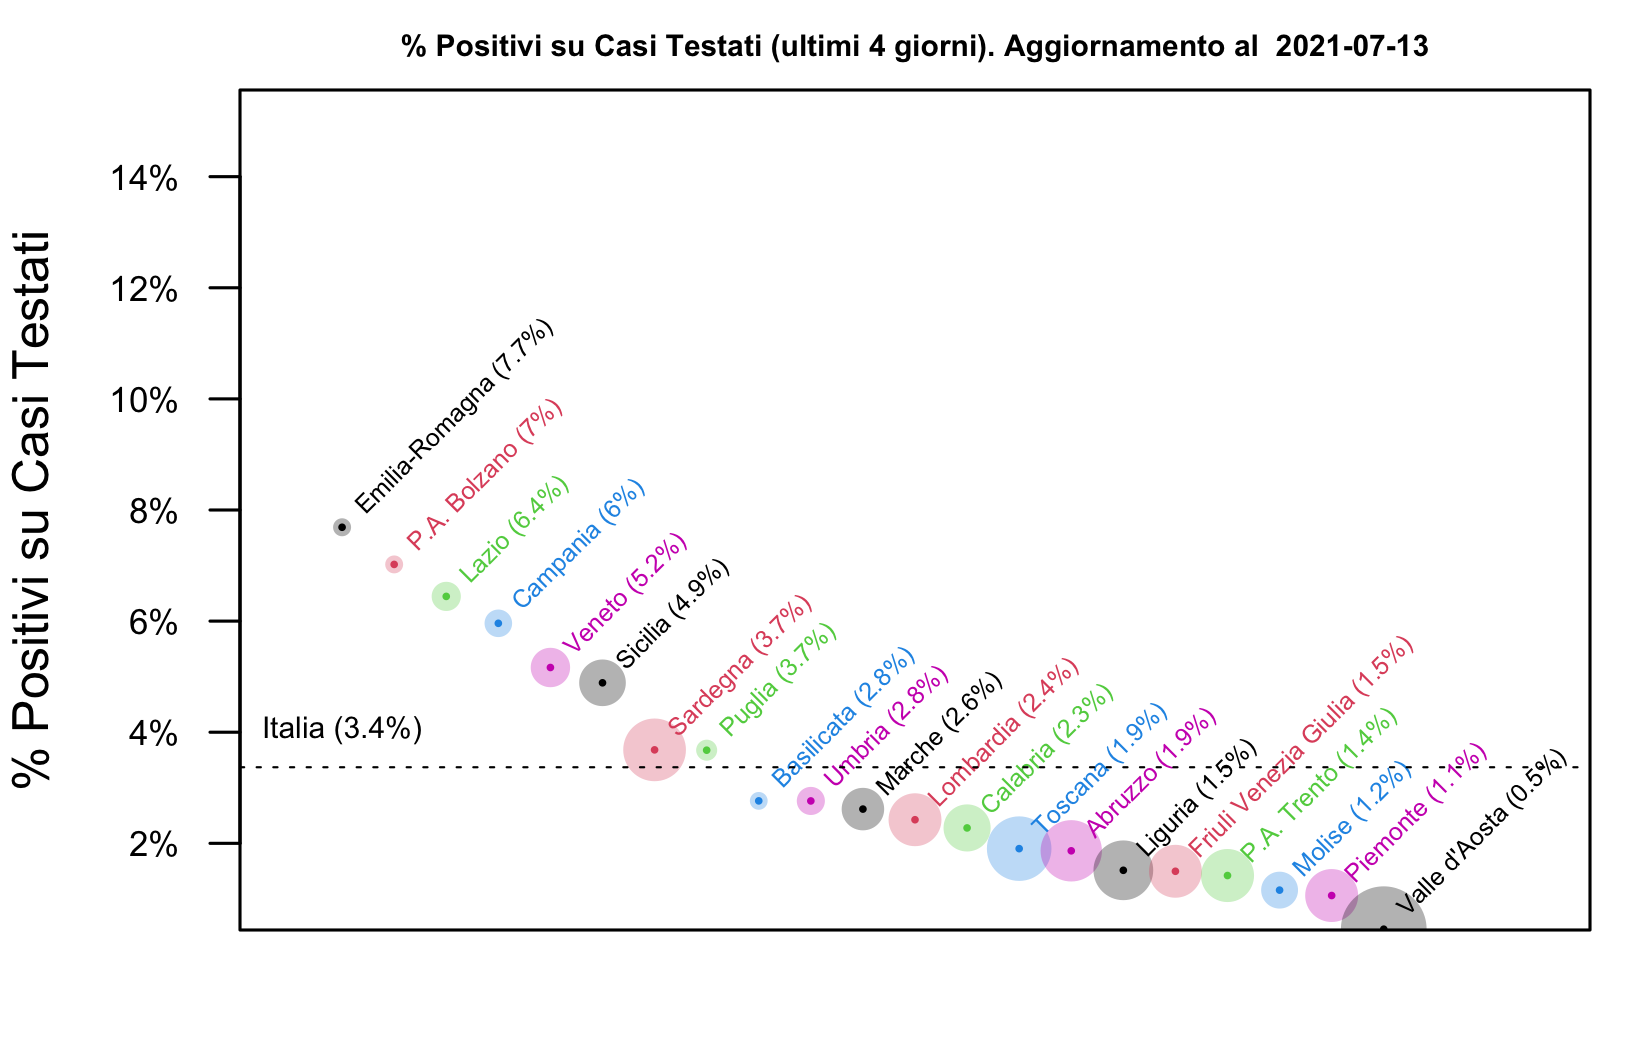 % Positivi su Casi Testati (ultimi 4 giorni). Aggiornamento al  2021-07-13
% Positivi su Casi Testati
14%
12%
10%
8%
6%
4%
2%
Italia (3.4%)
Emilia-Romagna (7.7%)
P.A. Bolzano (7%)
Lazio (6.4%)
Campania (6%)
Veneto (5.2%)
Sicilia (4.9%)
Sardegna (3.7%)
Puglia (3.7%)
Basilicata (2.8%)
Umbria (2.8%)
Marche (2.6%)
Lombardia (2.4%)
Calabria (2.3%)
Toscana (1.9%)
Abruzzo (1.9%)
Liguria (1.5%)
Friuli Venezia Giulia (1.5%)
P.A. Trento (1.4%)
Molise (1.2%)
Piemonte (1.1%)
Valle d'Aosta (0.5%)